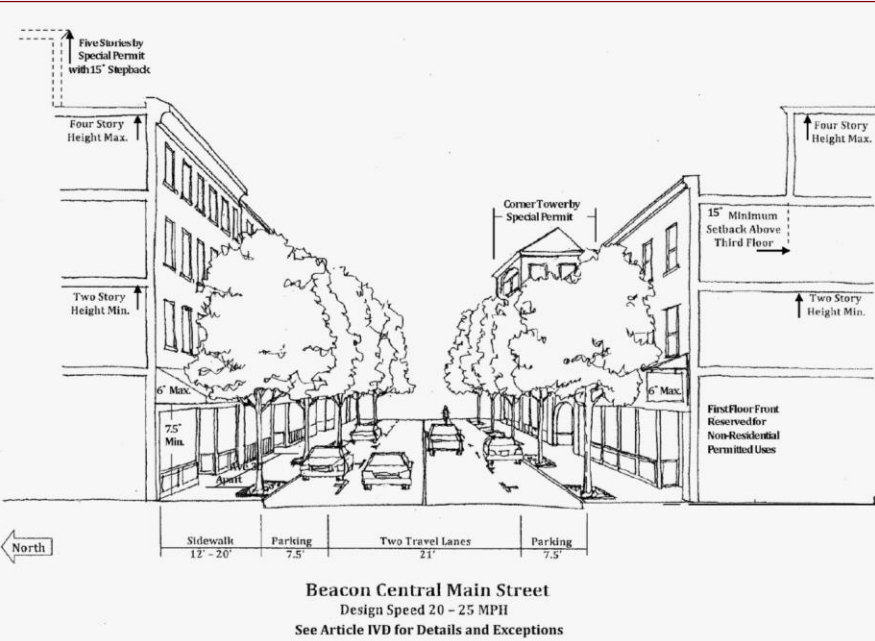 Five Stories by
Special Permit
with 15' Stepback
Four Story
Height Max.
Four Story
Height Max.
Corner Tower by
Special Permit
15' Minimum
Setback Above
Third Floor
Two Story
Height Min.
Two Story
Height Min.
6' Max.
6' Max.
7.5'
Min.
First Floor Front
Reserved for
Non-Residential
Permitted Uses
Apart
North
Sidewalk
12' - 20'
Parking
7.5'
Two Travel Lanes
21'
Parking
7.5'
Beacon Central Main Street
Design Speed 20 – 25 MPH
See Article IVD for Details and Exceptions